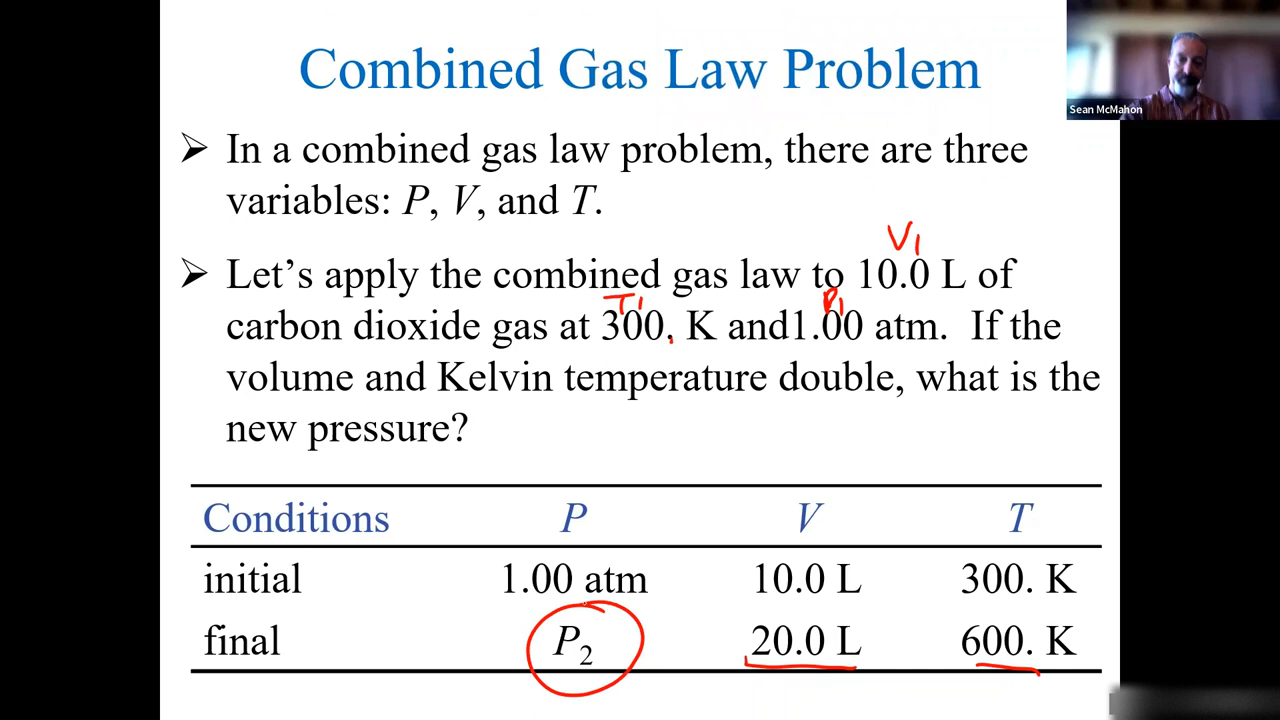 Combined Gas Law Problem
Sean McMahon
➤ In a combined gas law problem, there are three
variables: P, V, and T.
V1
➤ Let's apply the combined gas law to 10.0 L of
T1 P1
carbon dioxide gas at 300. K and1.00 atm. If the
volume and Kelvin temperature double, what is the
new pressure?
Conditions P V T
initial 1.00 atm 10.0 L 300. K
final P₂ 20.0 L 600. K